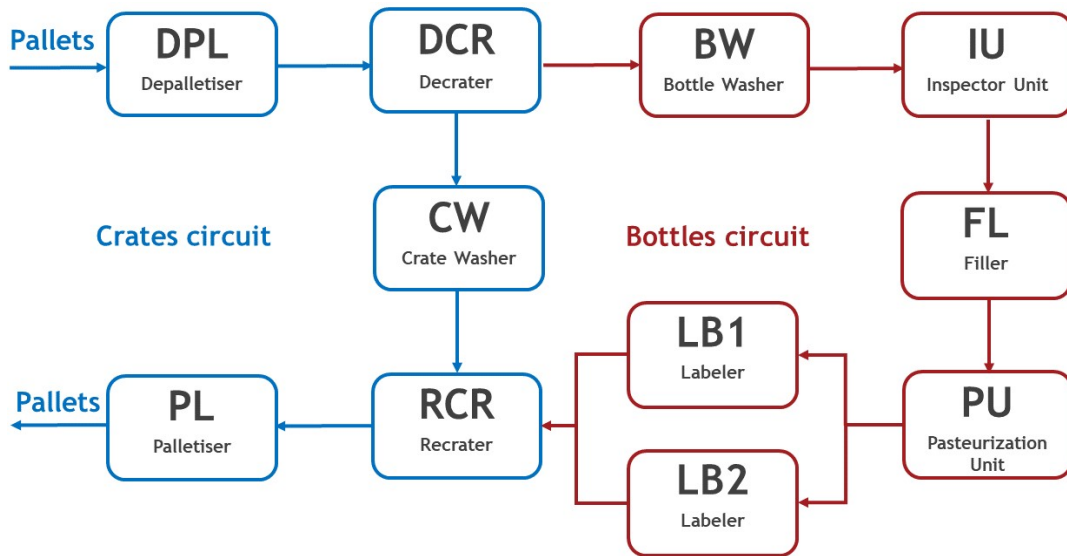 Pallets
DPL
Depalletiser
DCR
Decrater
BW
Bottle Washer
IU
Inspector Unit
Crates circuit
CW
Crate Washer
Bottles circuit
FL
Filler
LB1
Labeler
Pallets
PL
Palletiser
RCR
Recrater
LB2
Labeler
PU
Pasteurization
Unit